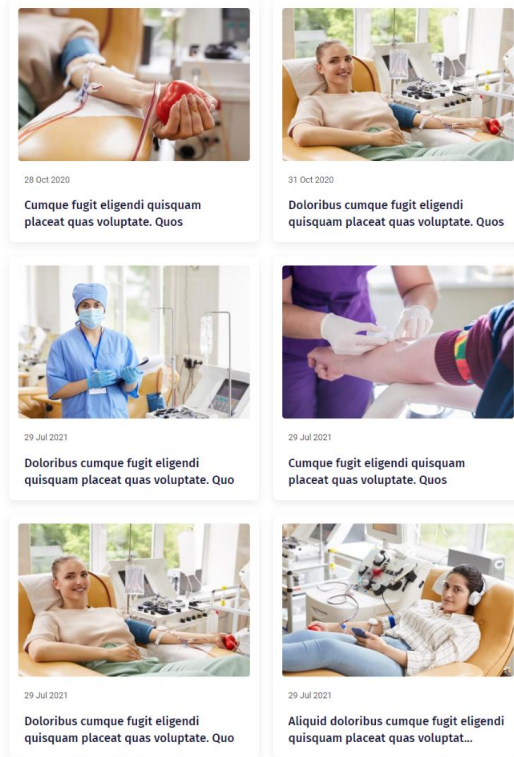 28 Oct 2020
Cumque fugit eligendi quisquam
placeat quas voluptate. Quos
31 Oct 2020
Doloribus cumque fugit eligendi
quisquam placeat quas voluptate. Quos
29 Jul 2021
Doloribus cumque fugit eligendi
quisquam placeat quas voluptate. Quo
29 Jul 2021
Cumque fugit eligendi quisquam
placeat quas voluptate. Quos
29 Jul 2021
Doloribus cumque fugit eligendi
quisquam placeat quas voluptate. Quo
29 Jul 2021
Aliquid doloribus cumque fugit eligendi
quisquam placeat quas voluptat...